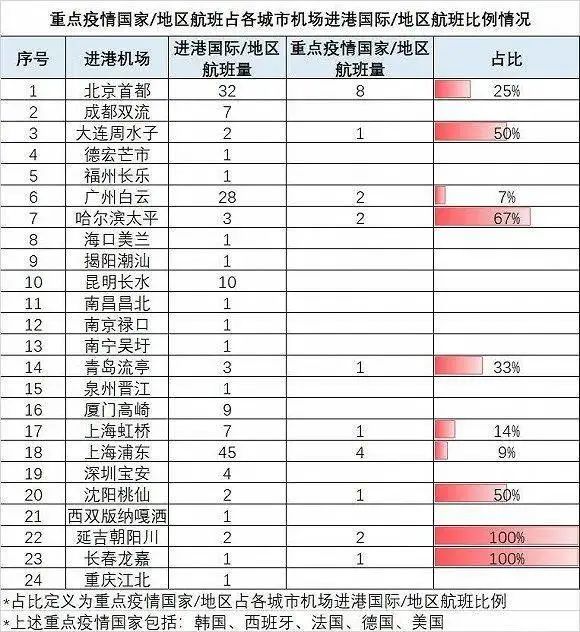 重点疫情国家/地区航班占各城市机场进港国际/地区航班比例情况
序号 进港机场 进港国际/地区航班量 重点疫情国家/地区航班量 占比
1 北京首都 32 8 25%
2 成都双流 7
3 大连周水子 2 1 50%
4 德宏芒市 1
5 福州长乐 1
6 广州白云 28 2 7%
7 哈尔滨太平 3 2 67%
8 海口美兰 1
9 揭阳潮汕 1
10 昆明长水 10
11 南昌昌北 1
12 南京禄口 1
13 南宁吴圩 1
14 青岛流亭 3 1 33%
15 泉州晋江 1
16 厦门高崎 9
17 上海虹桥 7 1 14%
18 上海浦东 45 4 9%
19 深圳宝安 4
20 沈阳桃仙 2 1 50%
21 西双版纳嘎洒 1
22 延吉朝阳川 2 2 100%
23 长春龙嘉 1 1 100%
24 重庆江北 1
*占比定义为重点疫情国家/地区占各城市机场进港国际/地区航班比例
*上述重点疫情国家包括：韩国、西班牙、法国、德国、美国